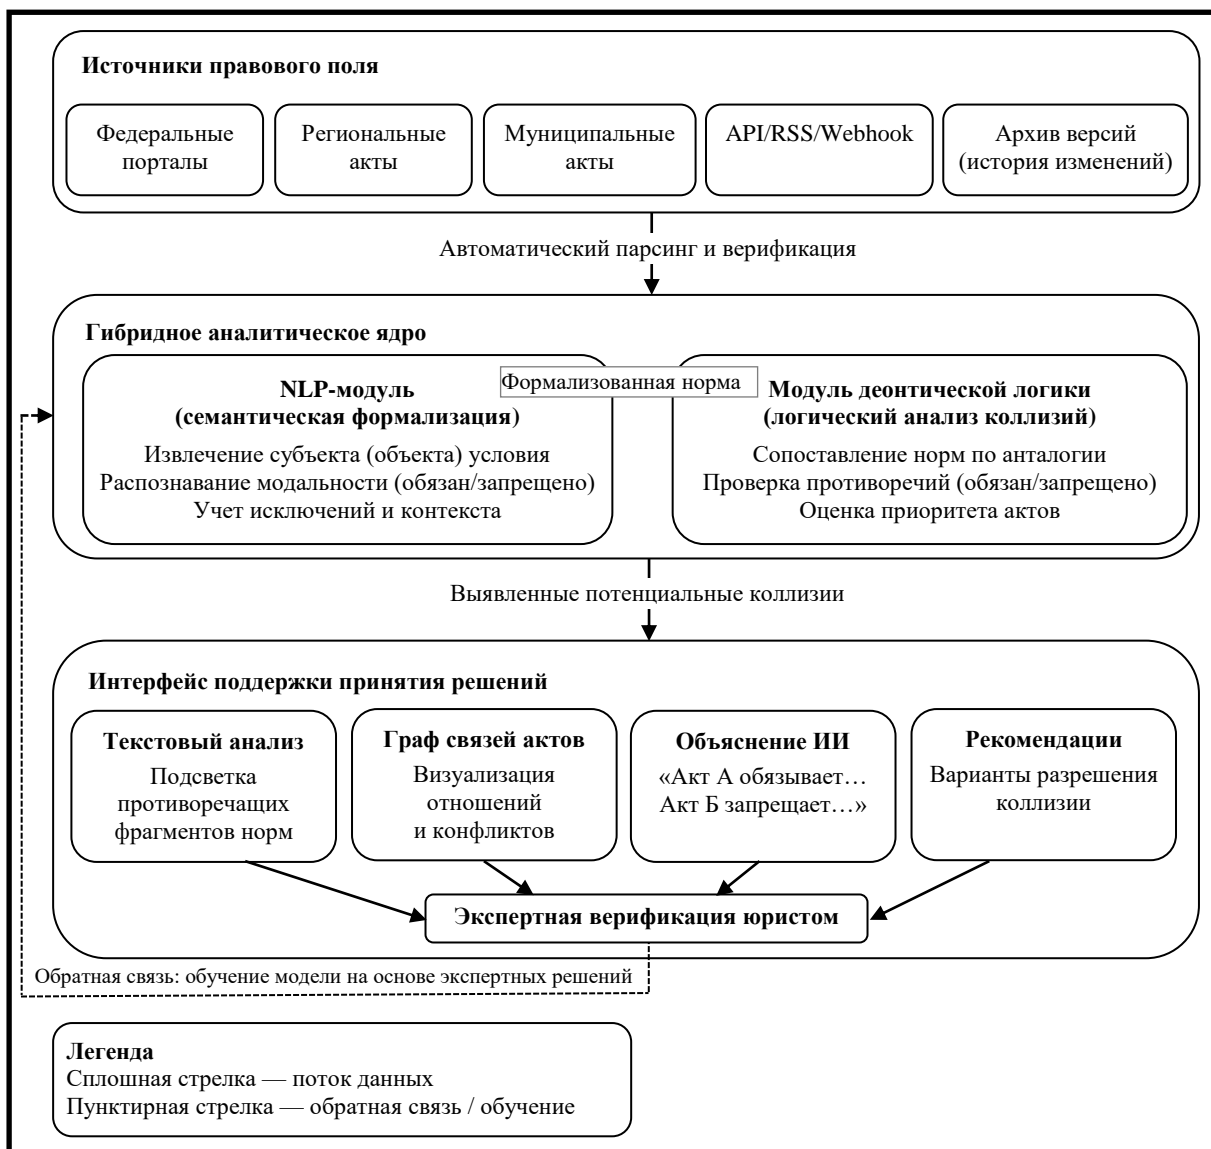 Источники правового поля
Федеральные
порталы
Региональные
акты
Муниципальные
акты
API/RSS/Webhook
Архив версий
(история изменений)
Автоматический парсинг и верификация
Гибридное аналитическое ядро
NLP-модуль
(семантическая формализация)
Извлечение субъекта (объекта) условия
Распознавание модальности (обязан/запрещено)
Учет исключений и контекста
Формализованная норма
Модуль деонтической логики
(логический анализ коллизий)
Сопоставление норм по анталогии
Проверка противоречий (обязан/запрещено)
Оценка приоритета актов
Выявленные потенциальные коллизии
Интерфейс поддержки принятия решений
Текстовый анализ
Подсветка
противоречащих
фрагментов норм
Граф связей актов
Визуализация
отношений
и конфликтов
Объяснение ИИ
«Акт А обязывает…
Акт Б запрещает…»
Рекомендации
Варианты разрешения
коллизии
Экспертная верификация юристом
Обратная связь: обучение модели на основе экспертных решений
Легенда
Сплошная стрелка — поток данных
Пунктирная стрелка — обратная связь / обучение